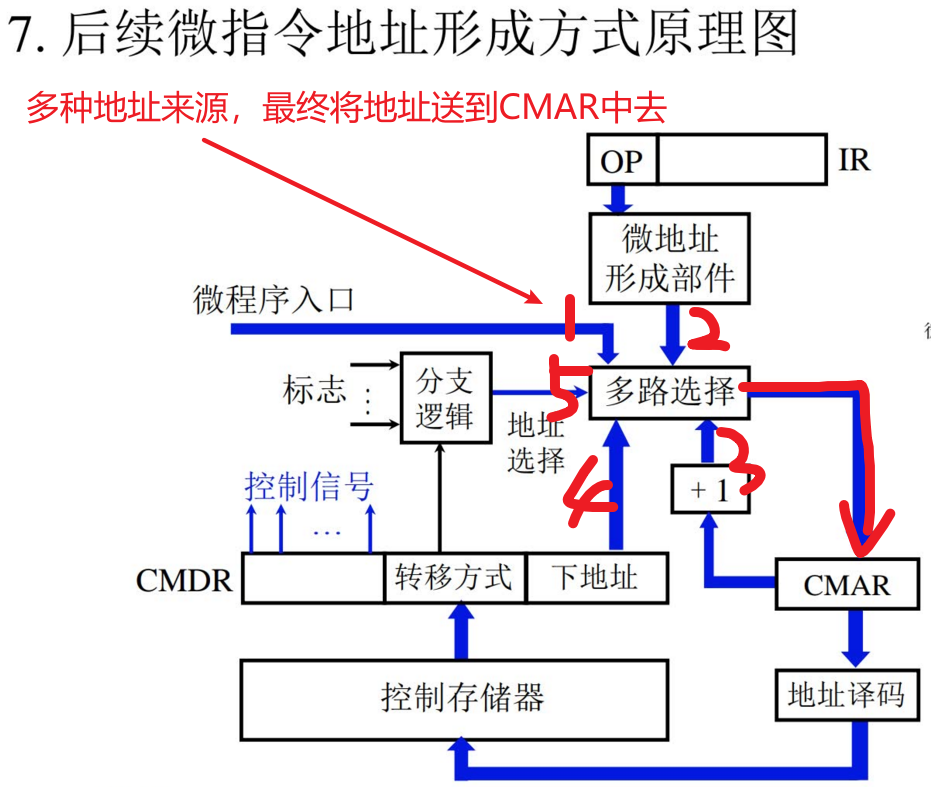 7. 后续微指令地址形成方式原理图
多种地址来源，最终将地址送到CMAR中去
OP
IR
微地址
形成部件
微程序入口
1
2
标志
⋮
分支
逻辑
5
多路选择
地址
选择
控制信号
…
4
+ 1
3
CMDR
转移方式
下地址
CMAR
控制存储器
地址译码